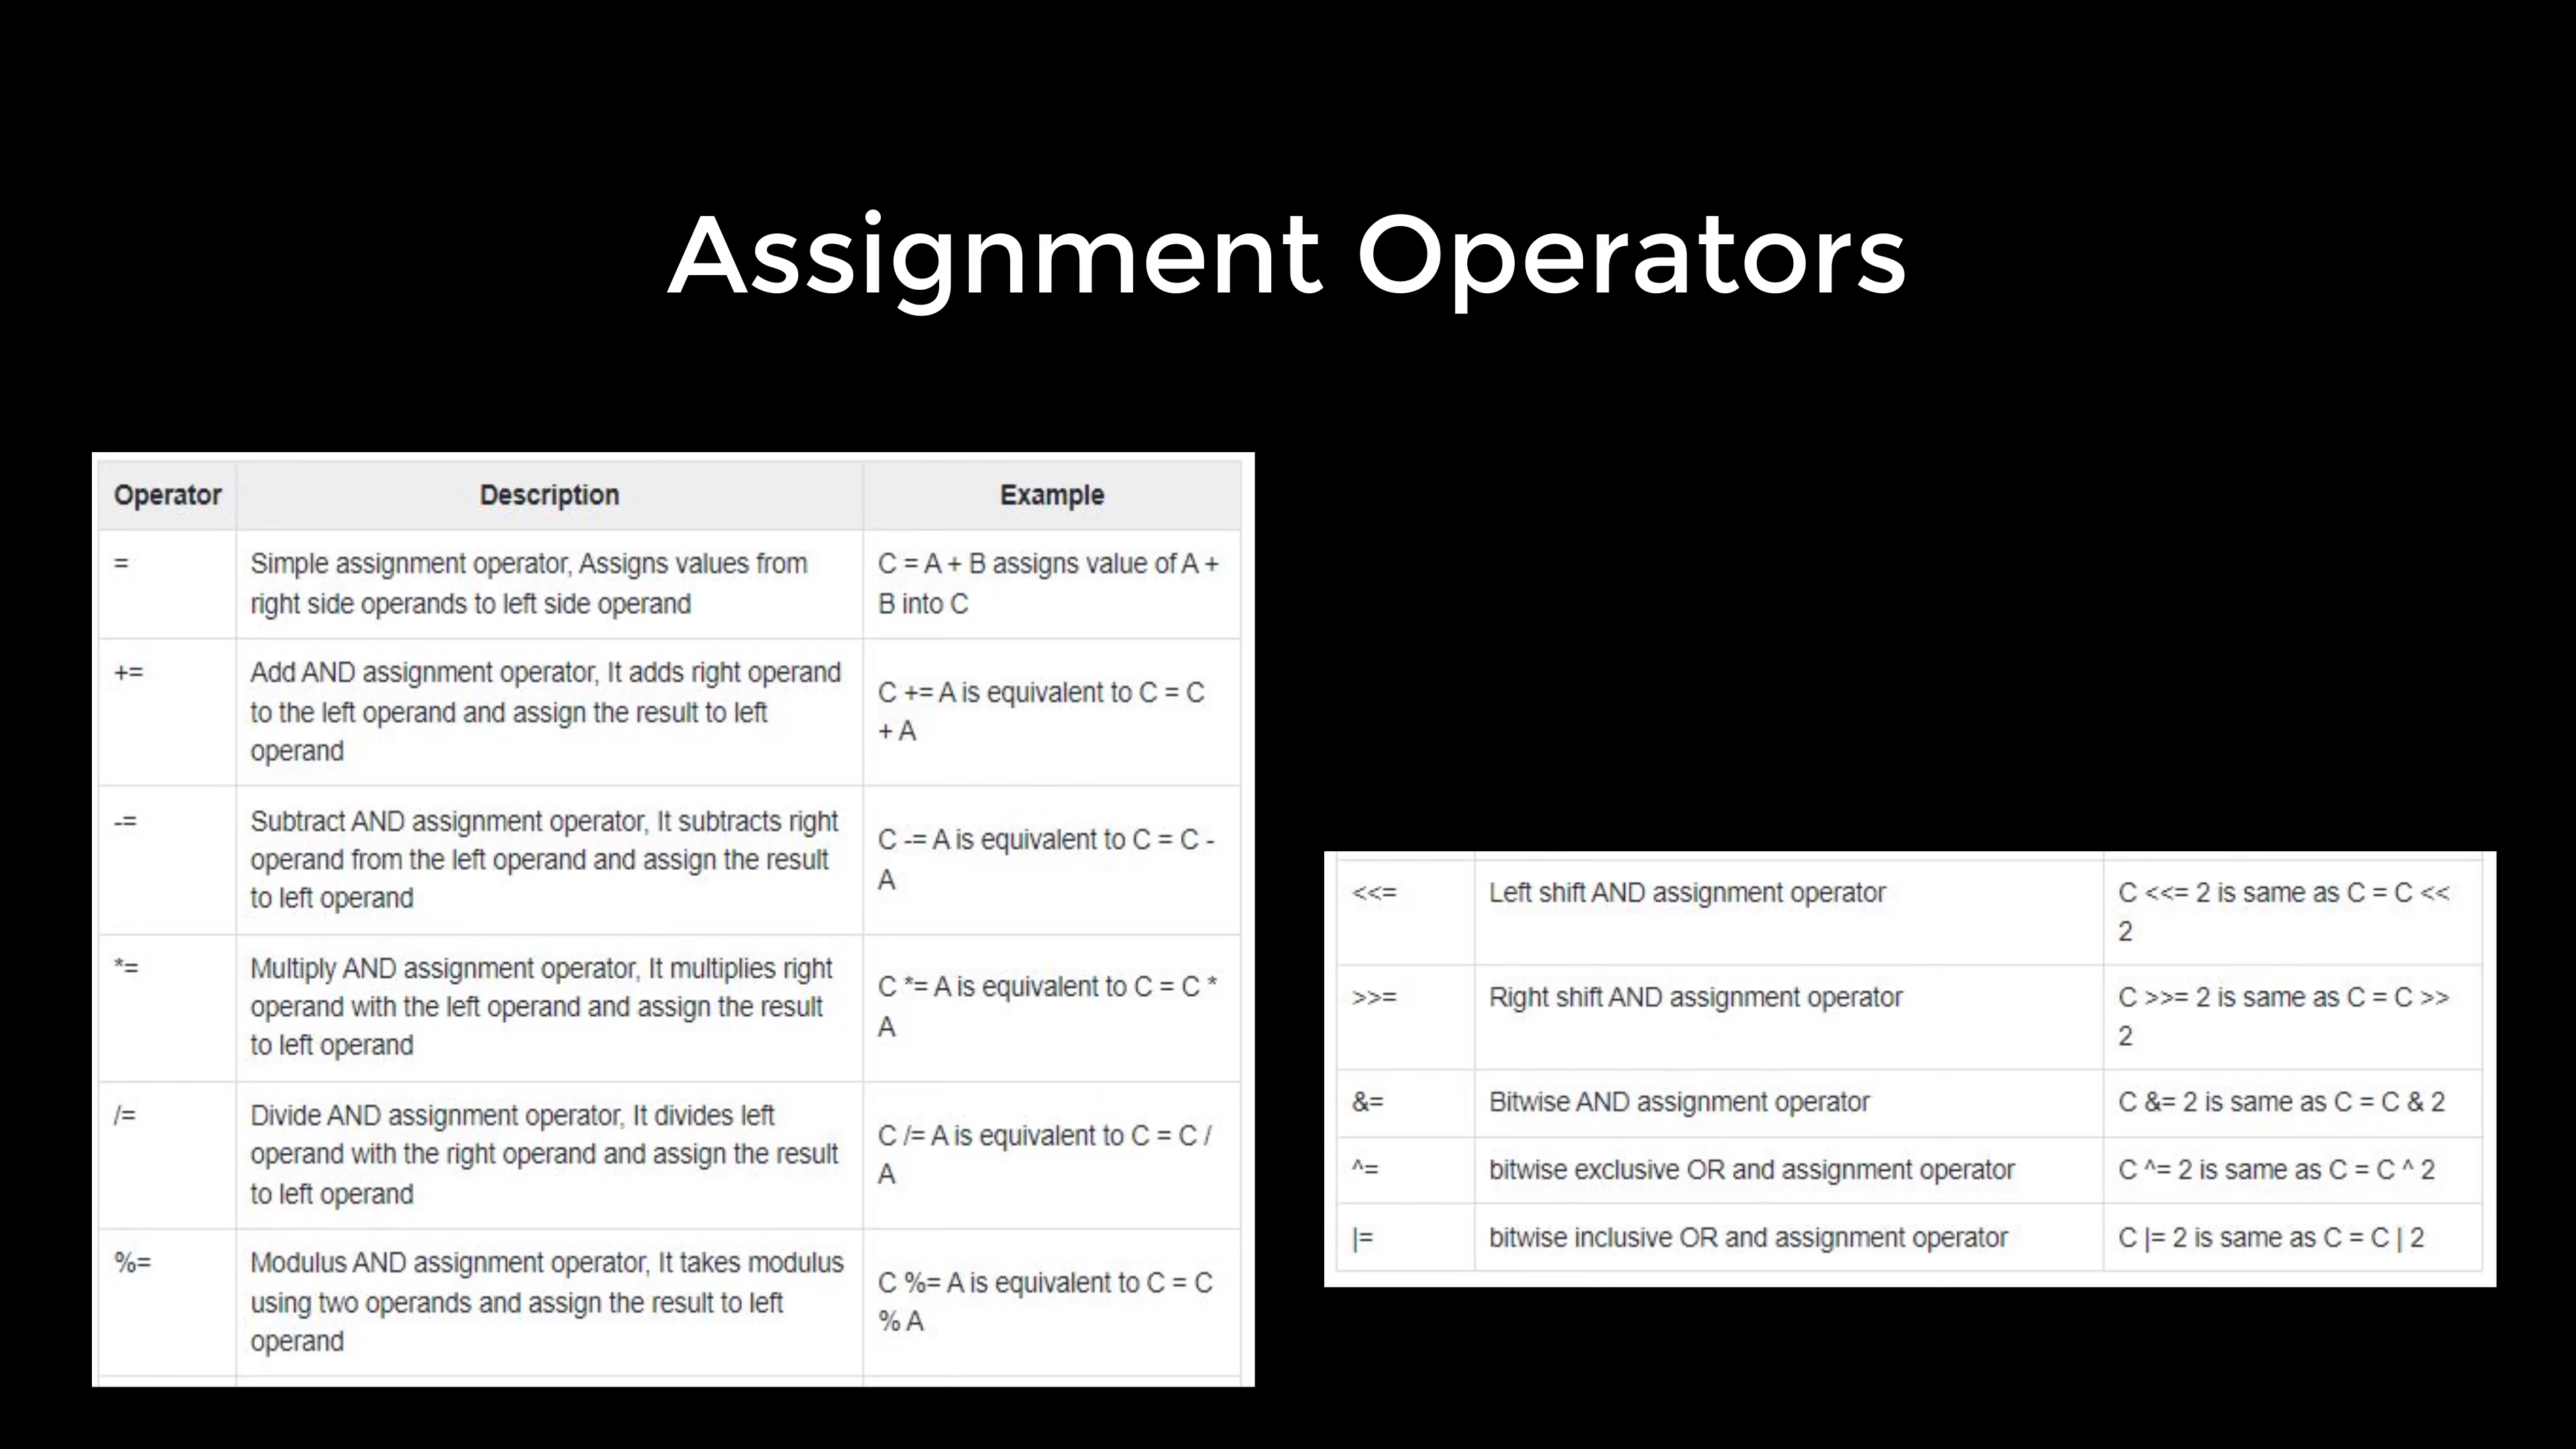 Assignment Operators
Operator Description Example
= Simple assignment operator, Assigns values from C = A + B assigns value of A +
right side operands to left side operand B into C
+= Add AND assignment operator, It adds right operand
to the left operand and assign the result to left
operand
C += A is equivalent to C = C
+ A
-= Subtract AND assignment operator, It subtracts right
operand from the left operand and assign the result
to left operand
C -= A is equivalent to C = C -
A
*= Multiply AND assignment operator, It multiplies right
operand with the left operand and assign the result
to left operand
C *= A is equivalent to C = C *
A
/= Divide AND assignment operator, It divides left
operand with the right operand and assign the result
to left operand
C /= A is equivalent to C = C /
A
%= Modulus AND assignment operator, It takes modulus
using two operands and assign the result to left
operand
C %= A is equivalent to C = C
% A
<<= Left shift AND assignment operator C <<= 2 is same as C = C <<
2
>>= Right shift AND assignment operator C >>= 2 is same as C = C >>
2
&= Bitwise AND assignment operator C &= 2 is same as C = C & 2
^= bitwise exclusive OR and assignment operator C ^= 2 is same as C = C ^ 2
|= bitwise inclusive OR and assignment operator C |= 2 is same as C = C | 2